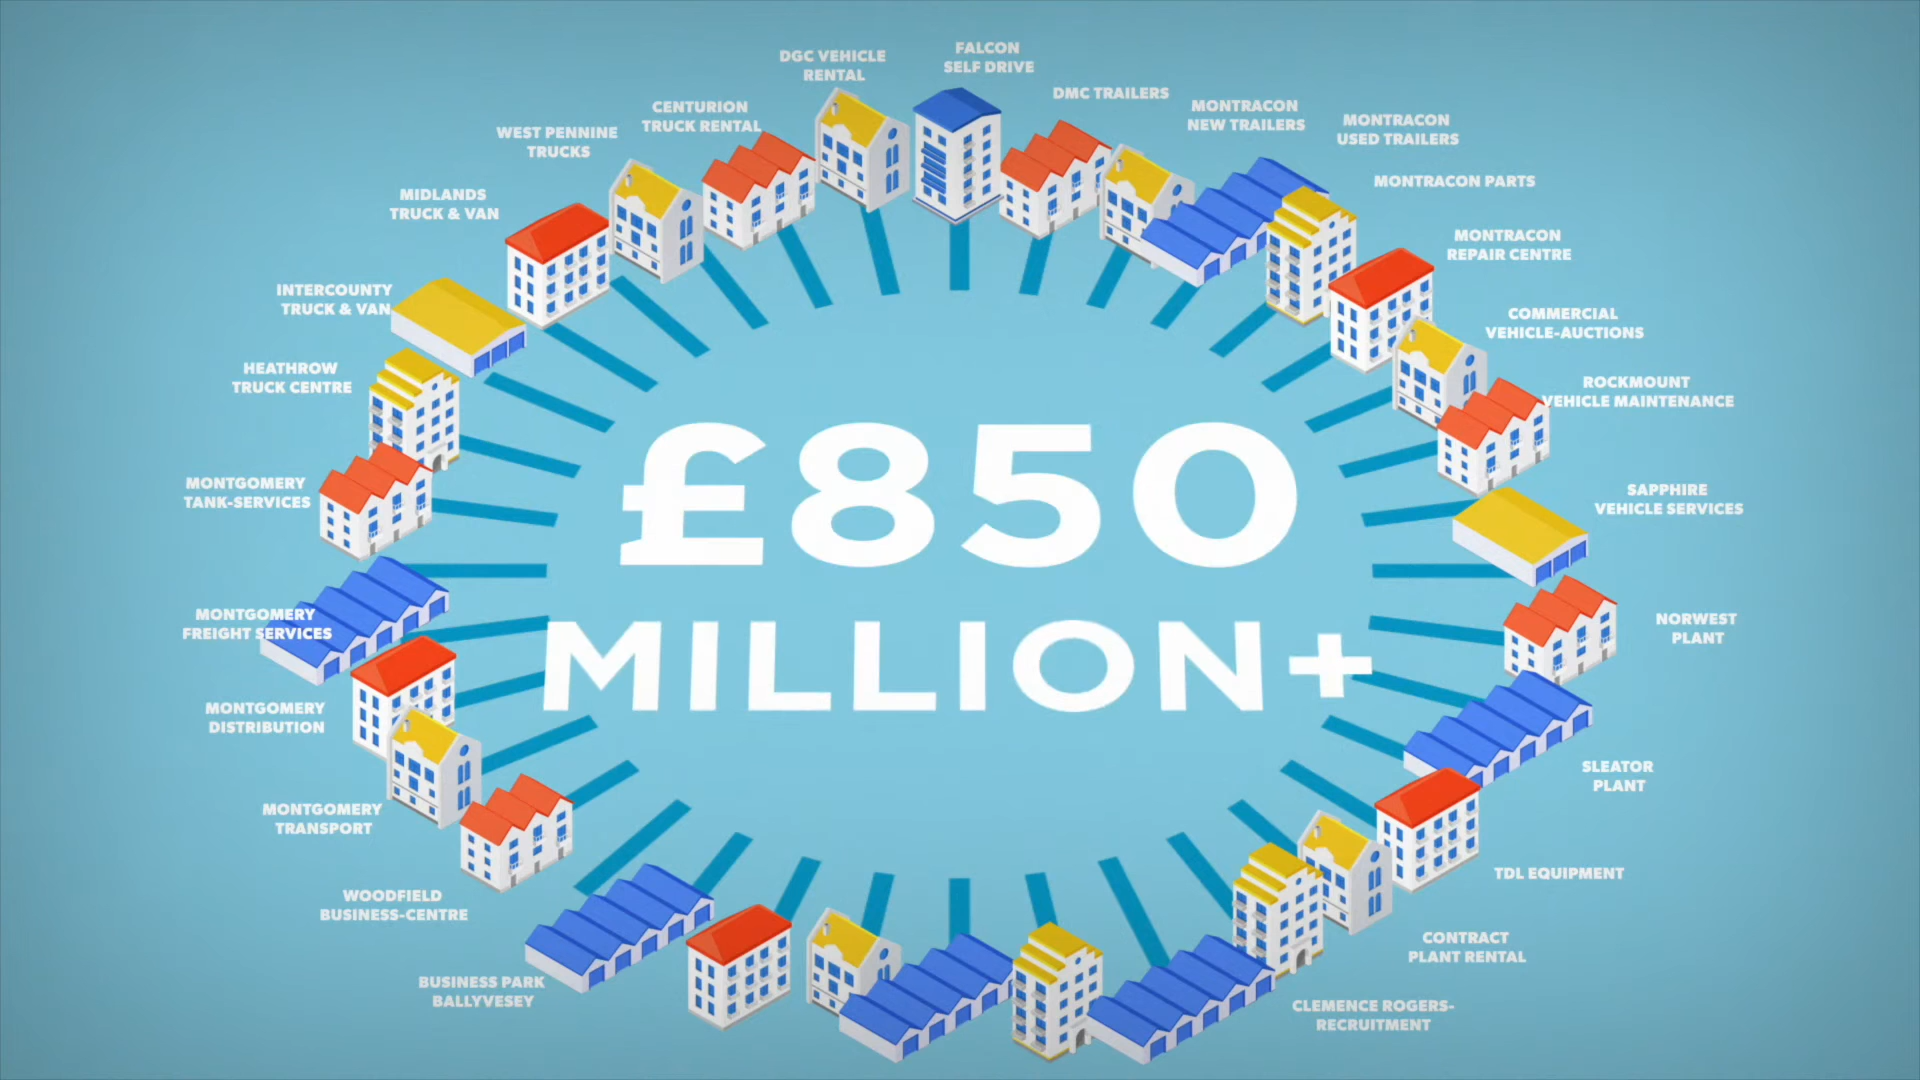 FALCON
SELF DRIVE
DGC VEHICLE
RENTAL
DMC TRAILERS
CENTURION
TRUCK RENTAL
MONTRACON
NEW TRAILERS
MONTRACON
USED TRAILERS
WEST PENNINE
TRUCKS
MONTRACON PARTS
MIDLANDS
TRUCK & VAN
MONTRACON
REPAIR CENTRE
INTERCOUNTY
TRUCK & VAN
COMMERCIAL
VEHICLE-AUCTIONS
HEATHROW
TRUCK CENTRE
ROCKMOUNT
VEHICLE MAINTENANCE
£850
MILLION+
MONTGOMERY
TANK-SERVICES
SAPPHIRE
VEHICLE SERVICES
MONTGOMERY
FREIGHT SERVICES
NORWEST
PLANT
MONTGOMERY
DISTRIBUTION
SLEATOR
PLANT
MONTGOMERY
TRANSPORT
TDL EQUIPMENT
WOODFIELD
BUSINESS-CENTRE
CONTRACT
PLANT RENTAL
BUSINESS PARK
BALLYVESEY
CLEMENCE ROGERS-
RECRUITMENT